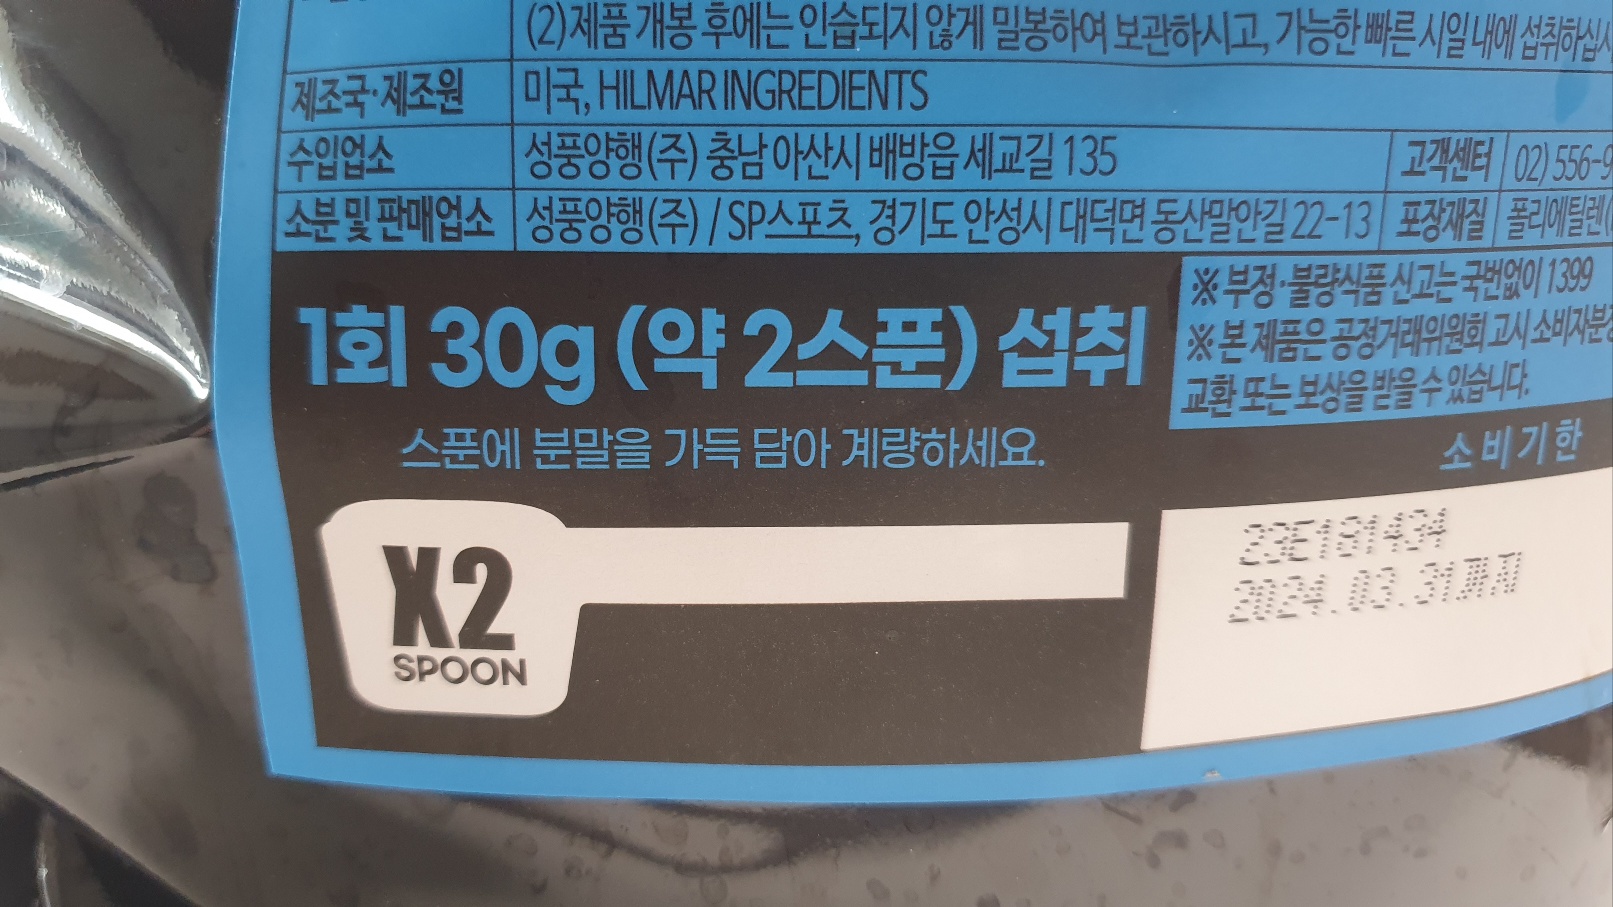 (2)제품 개봉 후에는 인습되지 않게 밀봉하여 보관하시고, 가능한 빠른 시일 내에 섭취하십시
제조국·제조원 미국, HILMAR INGREDIENTS
수입업소 성풍양행(주) 충남 아산시 배방읍 세교길 135 고객센터 02) 556-9
소분 및 판매업소 성풍양행(주) / SP스포츠, 경기도 안성시 대덕면 동산말안길 22-13 포장재질 폴리에틸렌(
※ 부정·불량식품 신고는 국번없이 1399
※ 본 제품은 공정거래위원회 고시 소비자분쟁
교환 또는 보상을 받을 수 있습니다.
1회 30g (약 2스푼) 섭취
스푼에 분말을 가득 담아 계량하세요.
X2
SPOON
소비기한
23E181434
2024.03.31까지